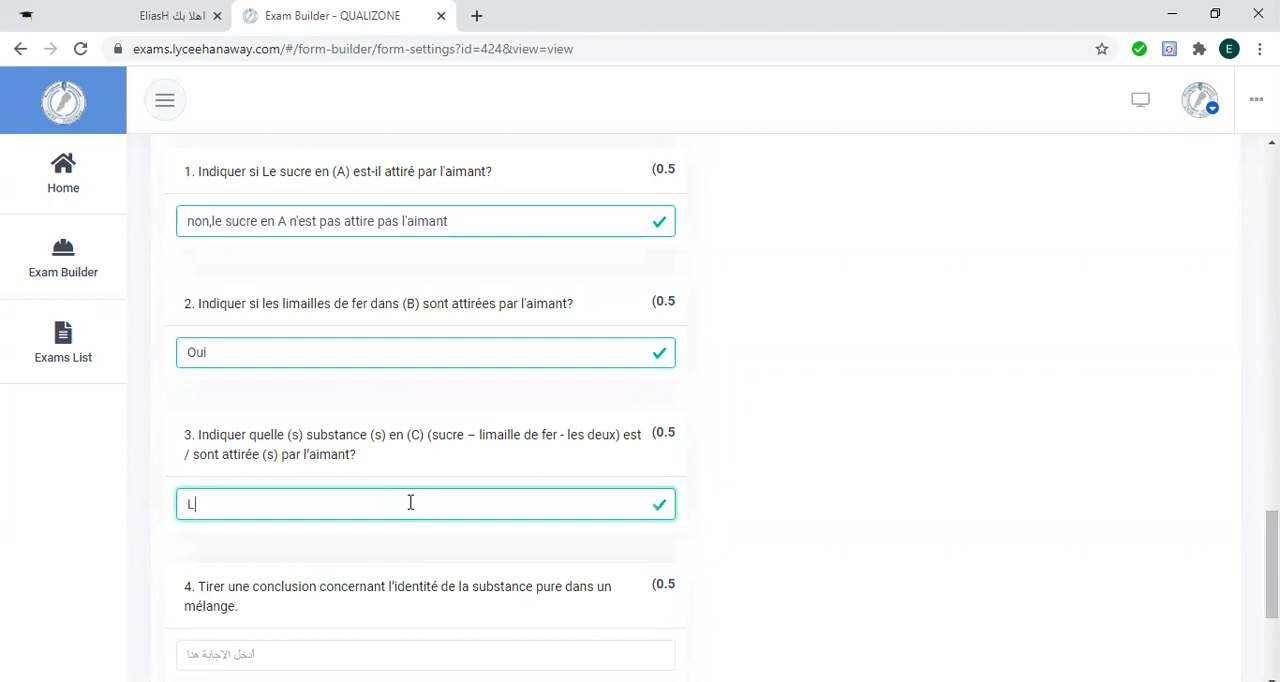 اهلا بك EliasH
Exam Builder - QUALIZONE
exams.lyceehanaway.com/#/form-builder/form-settings?id=424&view=view
E
Home
Exam Builder
Exams List
1. Indiquer si Le sucre en (A) est-il attiré par l'aimant?
(0.5
non,le sucre en A n'est pas attire pas l'aimant
2. Indiquer si les limailles de fer dans (B) sont attirées par l'aimant?
(0.5
Oui
3. Indiquer quelle (s) substance (s) en (C) (sucre – limaille de fer - les deux) est
(0.5
/ sont attirée (s) par l'aimant?
L
4. Tirer une conclusion concernant l'identité de la substance pure dans un
(0.5
mélange.
أدخل الاجابة هنا